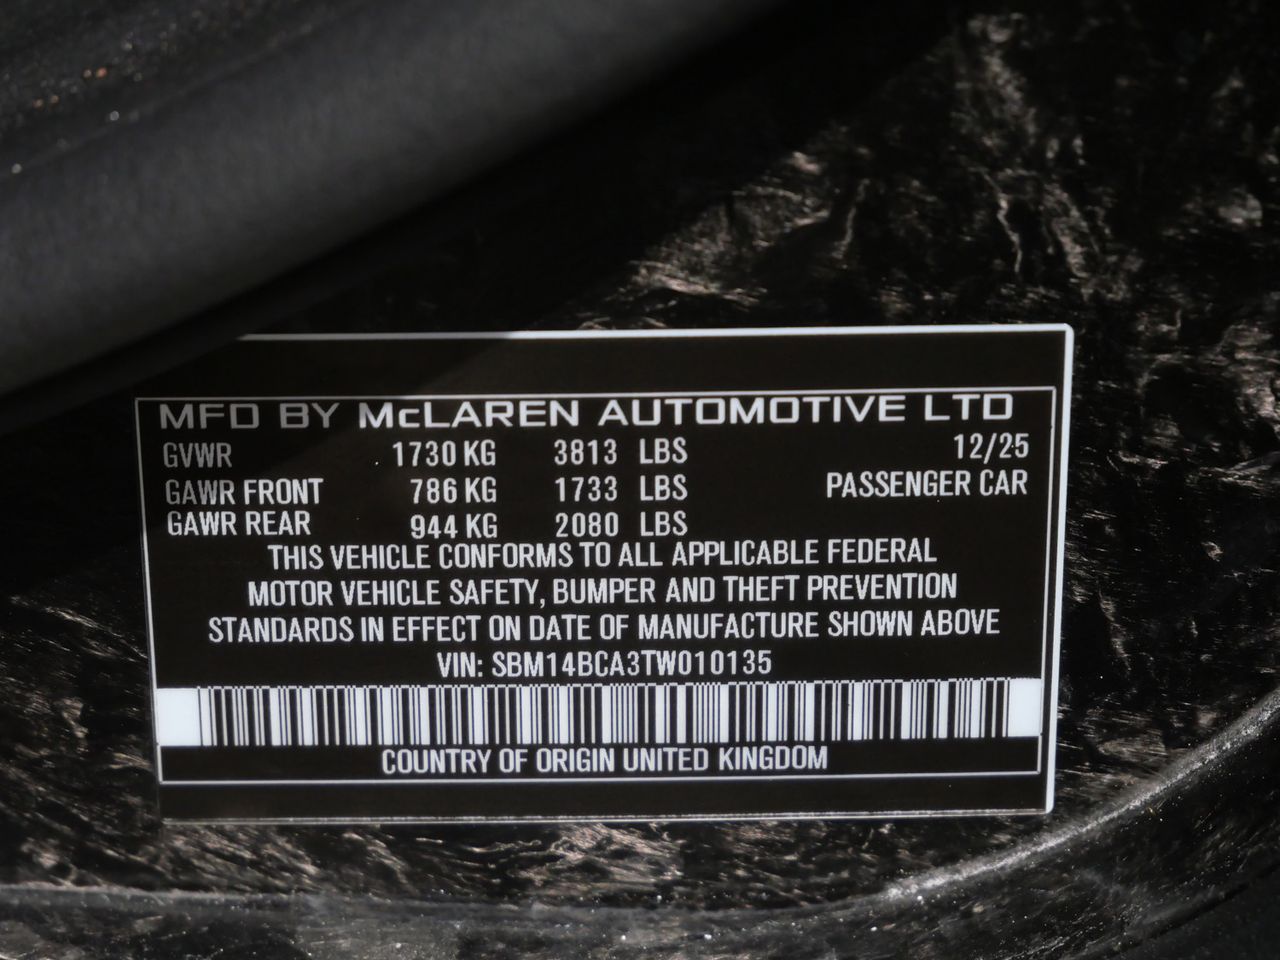 MFD BY McLAREN AUTOMOTIVE LTD
GVWR 1730 KG 3813 LBS 12/25
GAWR FRONT 786 KG 1733 LBS PASSENGER CAR
GAWR REAR 944 KG 2080 LBS
THIS VEHICLE CONFORMS TO ALL APPLICABLE FEDERAL
MOTOR VEHICLE SAFETY, BUMPER AND THEFT PREVENTION
STANDARDS IN EFFECT ON DATE OF MANUFACTURE SHOWN ABOVE
VIN: SBM14BCA3TW010135
COUNTRY OF ORIGIN UNITED KINGDOM